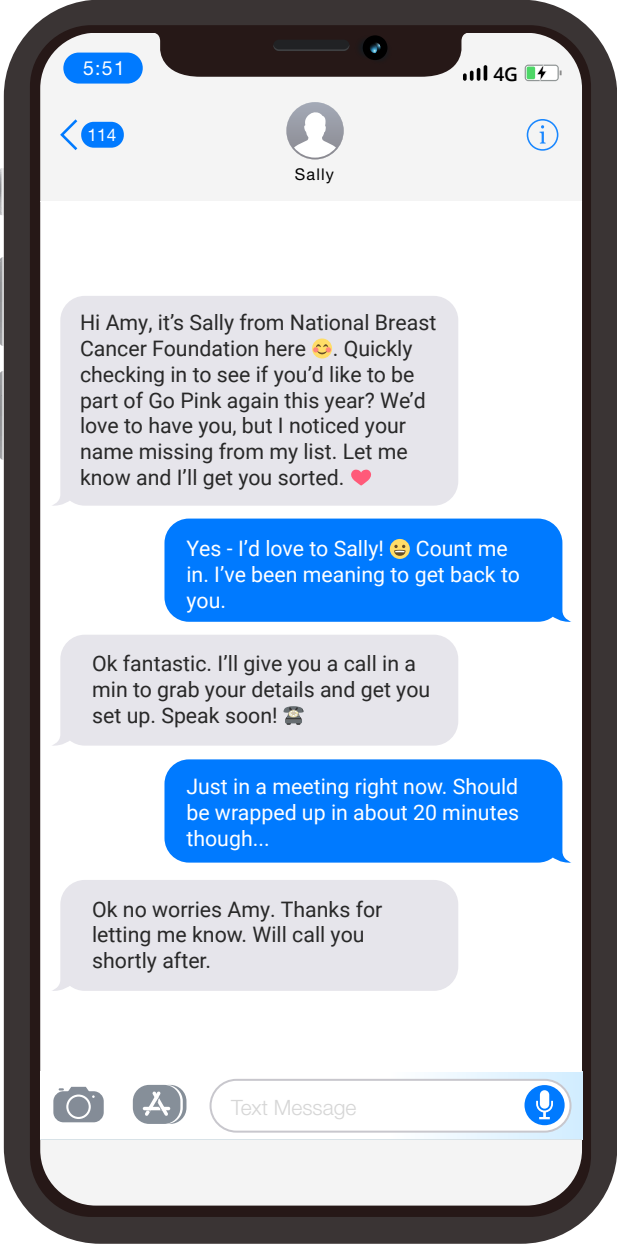 5:51
4G
114
Sally
Hi Amy, it’s Sally from National Breast
Cancer Foundation here 😊. Quickly
checking in to see if you’d like to be
part of Go Pink again this year? We’d
love to have you, but I noticed your
name missing from my list. Let me
know and I’ll get you sorted. ❤️
Yes - I’d love to Sally! 😀 Count me
in. I’ve been meaning to get back to
you.
Ok fantastic. I’ll give you a call in a
min to grab your details and get you
set up. Speak soon! ☎️
Just in a meeting right now. Should
be wrapped up in about 20 minutes
though...
Ok no worries Amy. Thanks for
letting me know. Will call you
shortly after.
Text Message